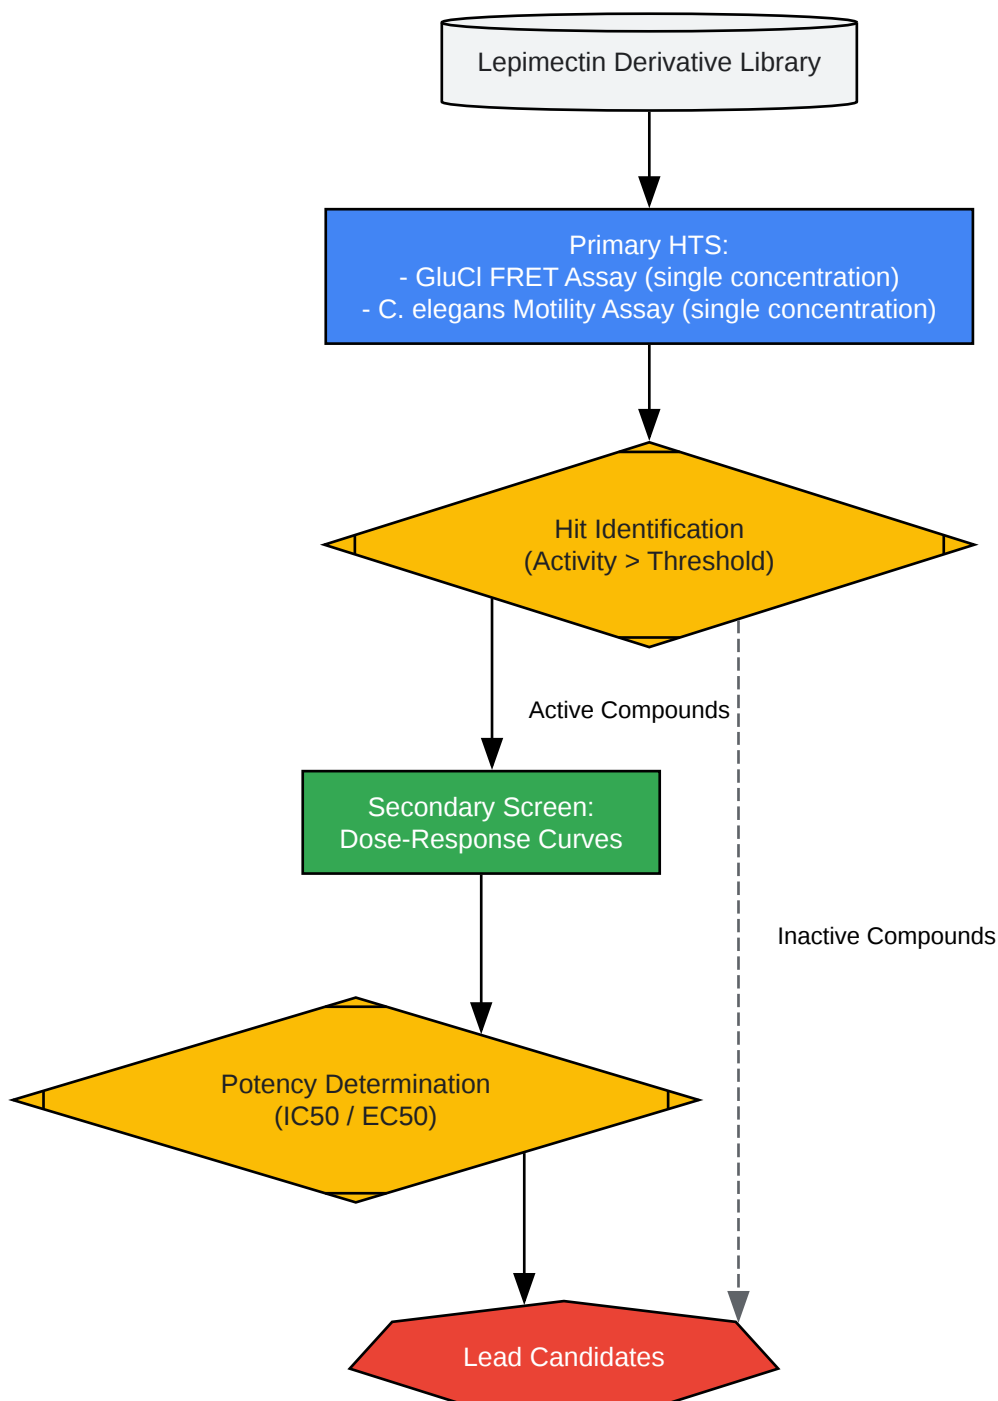 Lepimectin Derivative Library
Primary HTS:
- GluCl FRET Assay (single concentration)
- C. elegans Motility Assay (single concentration)
Hit Identification
(Activity > Threshold)
Active Compounds
Secondary Screen:
Dose-Response Curves
Inactive Compounds
Potency Determination
(IC50 / EC50)
Lead Candidates